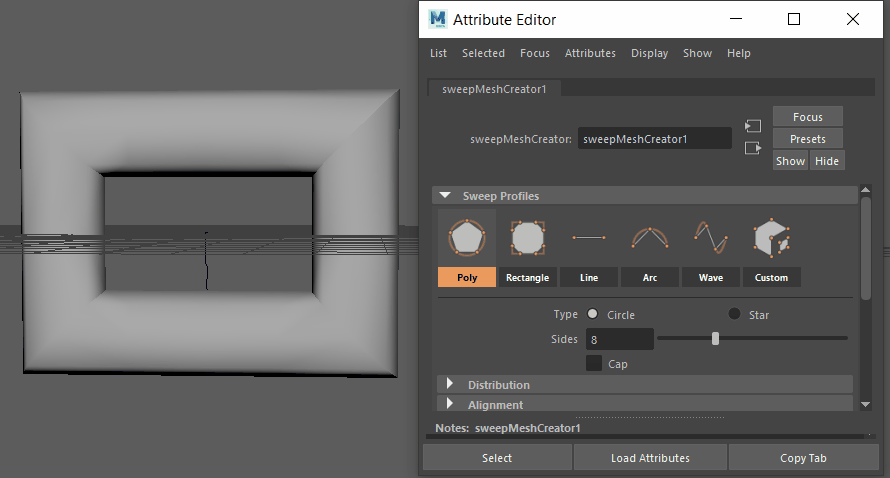 Attribute Editor
List Selected Focus Attributes Display Show Help
sweepMeshCreator1
Focus
sweepMeshCreator: sweepMeshCreator1
Presets
Show Hide
Sweep Profiles
Poly Rectangle Line Arc Wave Custom
Type Circle Star
Sides 8
Cap
Distribution
Alignment
Notes: sweepMeshCreator1
Select Load Attributes Copy Tab